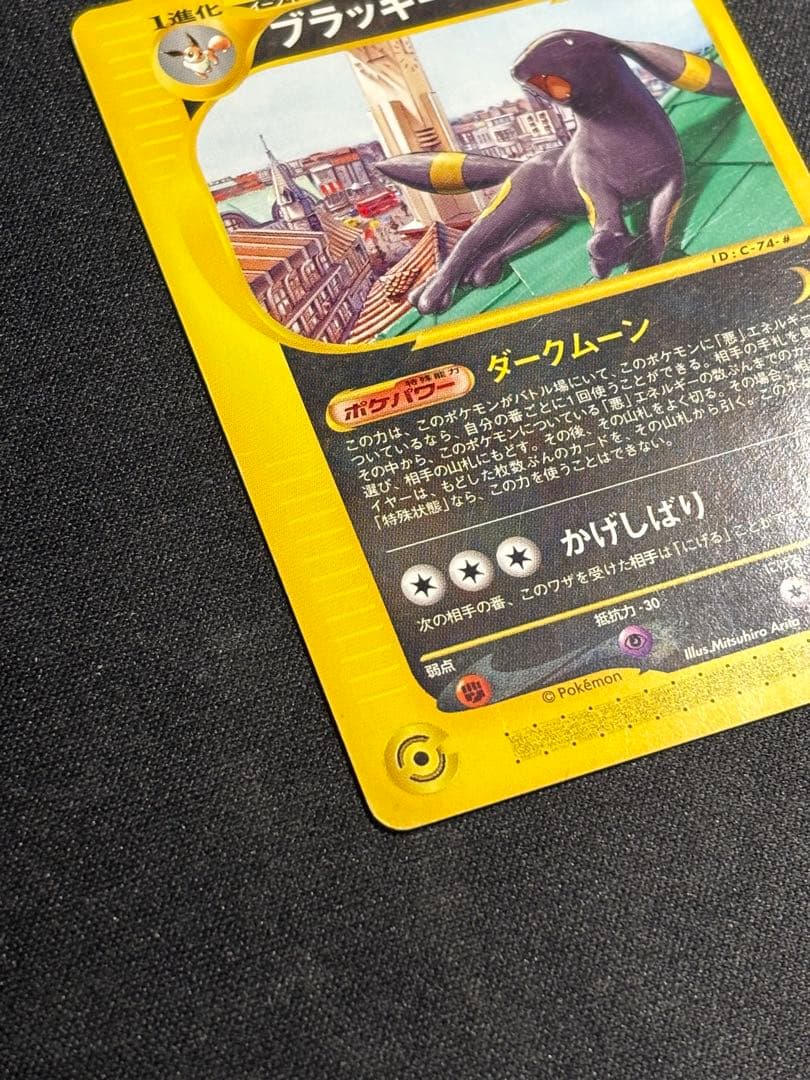 1進化
ブラッキー
ID:C-74-#
特殊能力
ポケパワー
ダークムーン
この力は、このポケモンがバトル場にいて、このポケモンに「悪」エネルギー
ついているなら、自分の番ごとに1回使うことができる。相手の手札を
その中から、このポケモンについている「悪」エネルギーの数ぶんまでのカ
選び、相手の山札にもどす。その後、その山札をよく切る。その場合、
イヤーは、もどした枚数ぶんのカードを、その山札から引く。このポ
「特殊状態」なら、この力を使うことはできない。
かげしばり
次の相手の番、このワザを受けた相手は「にげる」ことがで
弱点
抵抗力 -30
にげ
Illus.Mitsuhiro Arita
© Pokémon